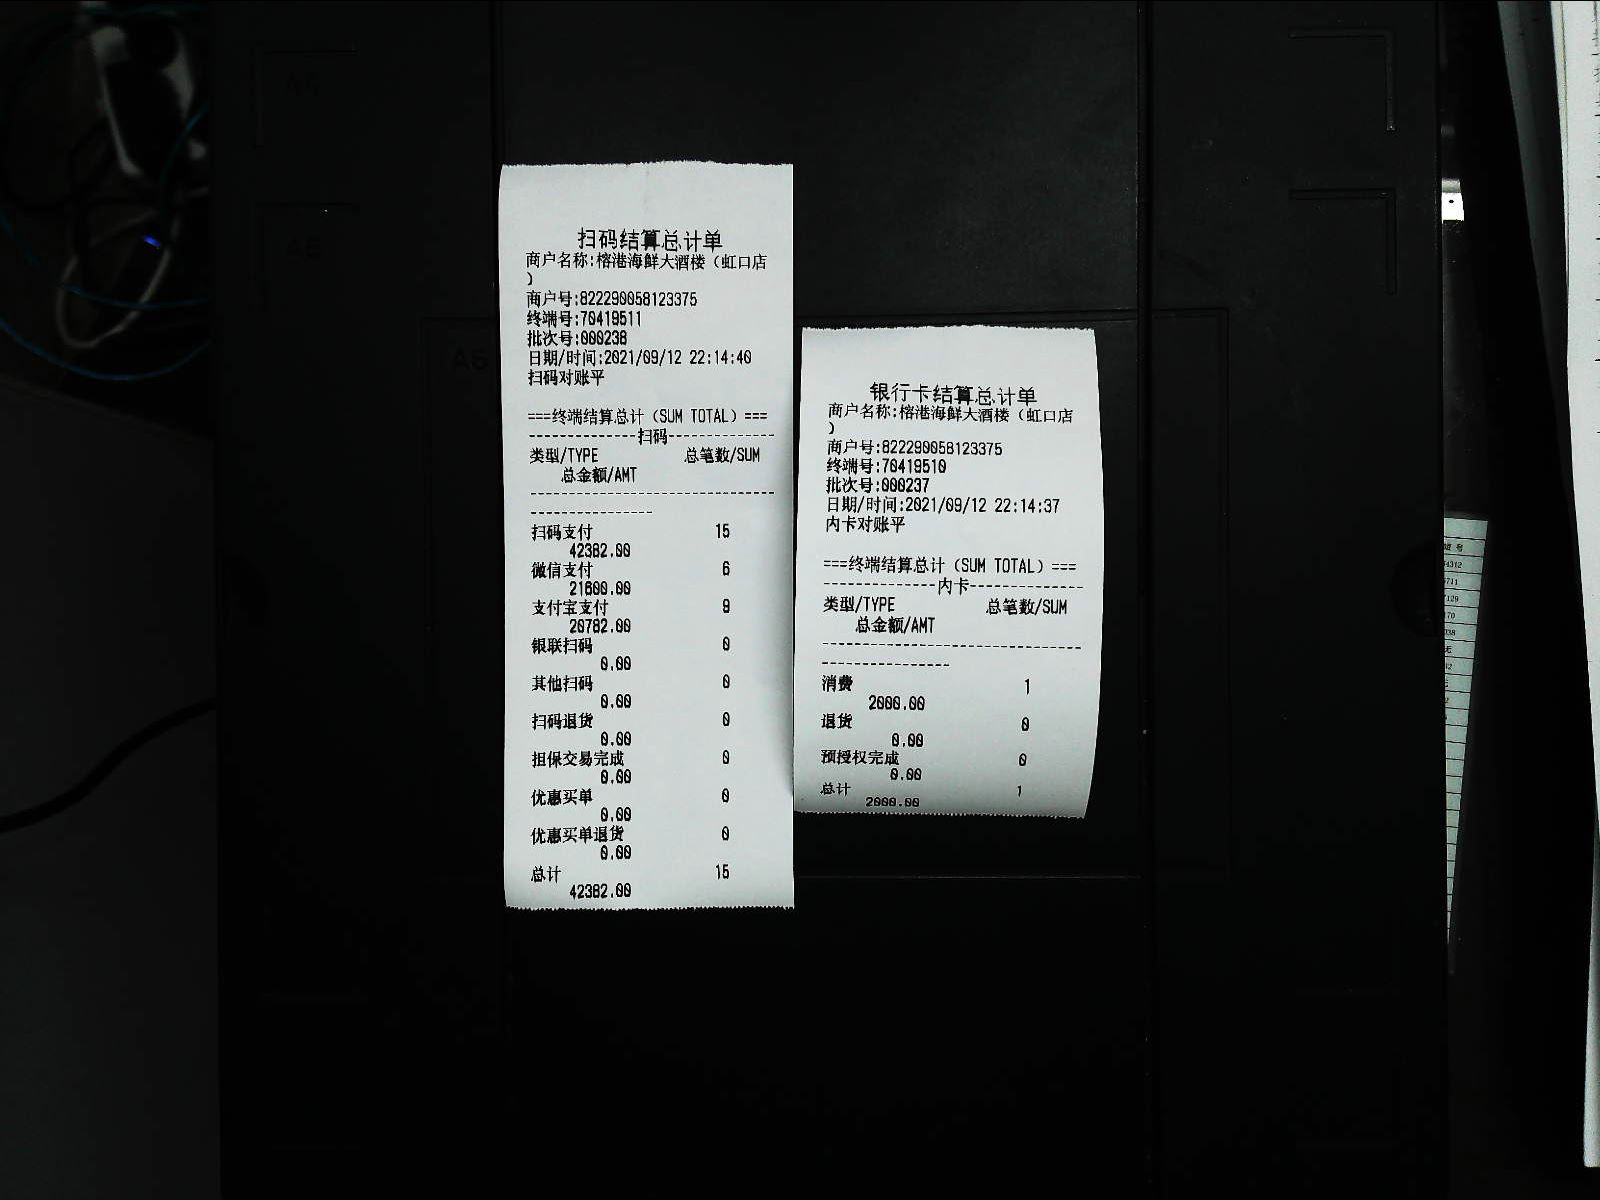 扫码结算总计单
商户名称:榕港海鲜大酒楼（虹口店
）
商户号:822290058123375
终端号:70419511
批次号:000238
日期/时间:2021/09/12 22:14:40
扫码对账平
===终端结算总计（SUM TOTAL）===
--------------扫码--------------
类型/TYPE 总笔数/SUM
总金额/AMT
扫码支付 15
42382.00
微信支付 6
21600.00
支付宝支付 9
20782.00
银联扫码 0
0.00
其他扫码 0
0.00
扫码退货 0
0.00
担保交易完成 0
0.00
优惠买单 0
0.00
优惠买单退货 0
0.00
总计 15
42382.00
银行卡结算总计单
商户名称:榕港海鲜大酒楼（虹口店
）
商户号:822290058123375
终端号:70419510
批次号:000237
日期/时间:2021/09/12 22:14:37
内卡对账平
===终端结算总计（SUM TOTAL）===
--------------内卡--------------
类型/TYPE 总笔数/SUM
总金额/AMT
消费 1
2000.00
退货 0
0.00
预授权完成 0
0.00
总计 1
2000.00